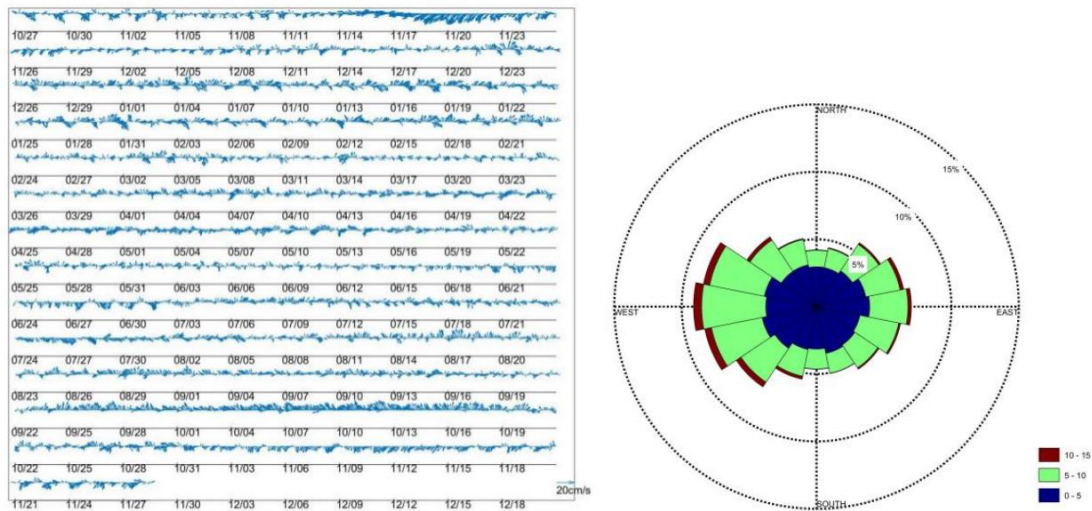 10/27 10/30 11/02 11/05 11/08 11/11 11/14 11/17 11/20 11/23
11/26 11/29 12/02 12/05 12/08 12/11 12/14 12/17 12/20 12/23
12/26 12/29 01/01 01/04 01/07 01/10 01/13 01/16 01/19 01/22
01/25 01/28 01/31 02/03 02/06 02/09 02/12 02/15 02/18 02/21
02/24 02/27 03/02 03/05 03/08 03/11 03/14 03/17 03/20 03/23
03/26 03/29 04/01 04/04 04/07 04/10 04/13 04/16 04/19 04/22
04/25 04/28 05/01 05/04 05/07 05/10 05/13 05/16 05/19 05/22
05/25 05/28 05/31 06/03 06/06 06/09 06/12 06/15 06/18 06/21
06/24 06/27 06/30 07/03 07/06 07/09 07/12 07/15 07/18 07/21
07/24 07/27 07/30 08/02 08/05 08/08 08/11 08/14 08/17 08/20
08/23 08/26 08/29 09/01 09/04 09/07 09/10 09/13 09/16 09/19
09/22 09/25 09/28 10/01 10/04 10/07 10/10 10/13 10/16 10/19
10/22 10/25 10/28 10/31 11/03 11/06 11/09 11/12 11/15 11/18
20cm/s
11/21 11/24 11/27 11/30 12/03 12/06 12/09 12/12 12/15 12/18
NORTH
15%
10%
5%
WEST
EAST
SOUTH
10 - 15
5 - 10
0 - 5